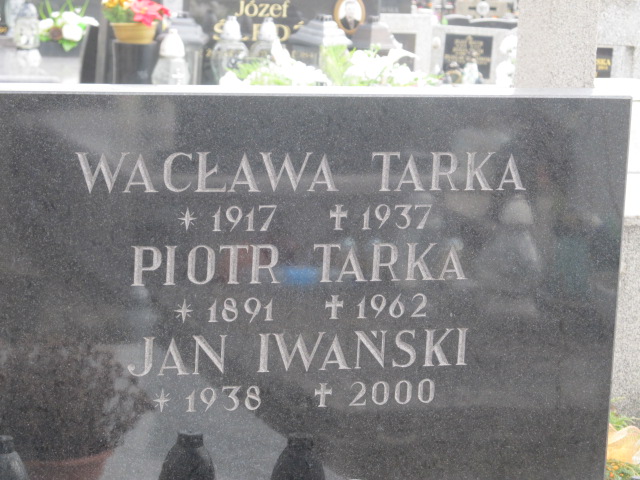 Józef
WACŁAWA TARKA
* 1917 ✝ 1937
PIOTR TARKA
* 1891 ✝ 1962
JAN IWAŃSKI
* 1938 ✝ 2000